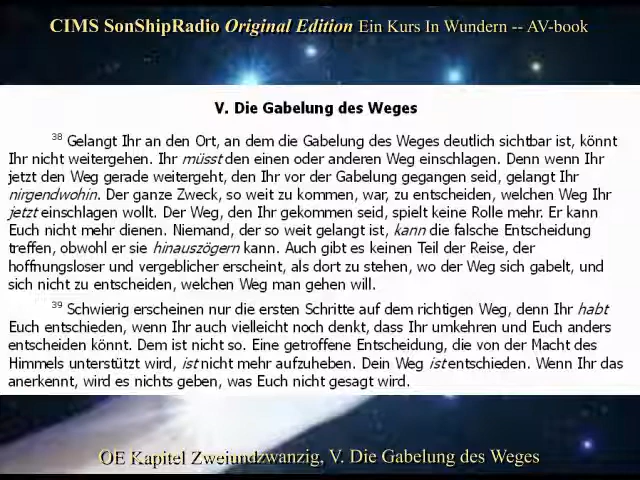 CIMS SonShipRadio Original Edition Ein Kurs In Wundern -- AV-book
V. Die Gabelung des Weges
38 Gelangt Ihr an den Ort, an dem die Gabelung des Weges deutlich sichtbar ist, könnt
Ihr nicht weitergehen. Ihr müsst den einen oder anderen Weg einschlagen. Denn wenn Ihr
jetzt den Weg gerade weitergeht, den Ihr vor der Gabelung gegangen seid, gelangt Ihr
nirgendwohin. Der ganze Zweck, so weit zu kommen, war, zu entscheiden, welchen Weg Ihr
jetzt einschlagen wollt. Der Weg, den Ihr gekommen seid, spielt keine Rolle mehr. Er kann
Euch nicht mehr dienen. Niemand, der so weit gelangt ist, kann die falsche Entscheidung
treffen, obwohl er sie hinauszögern kann. Auch gibt es keinen Teil der Reise, der
hoffnungsloser und vergeblicher erscheint, als dort zu stehen, wo der Weg sich gabelt, und
sich nicht zu entscheiden, welchen Weg man gehen will.
39 Schwierig erscheinen nur die ersten Schritte auf dem richtigen Weg, denn Ihr habt
Euch entschieden, wenn Ihr auch vielleicht noch denkt, dass Ihr umkehren und Euch anders
entscheiden könnt. Dem ist nicht so. Eine getroffene Entscheidung, die von der Macht des
Himmels unterstützt wird, ist nicht mehr aufzuheben. Dein Weg ist entschieden. Wenn Ihr das
anerkennt, wird es nichts geben, was Euch nicht gesagt wird.
OE Kapitel Zweiundzwanzig, V. Die Gabelung des Weges